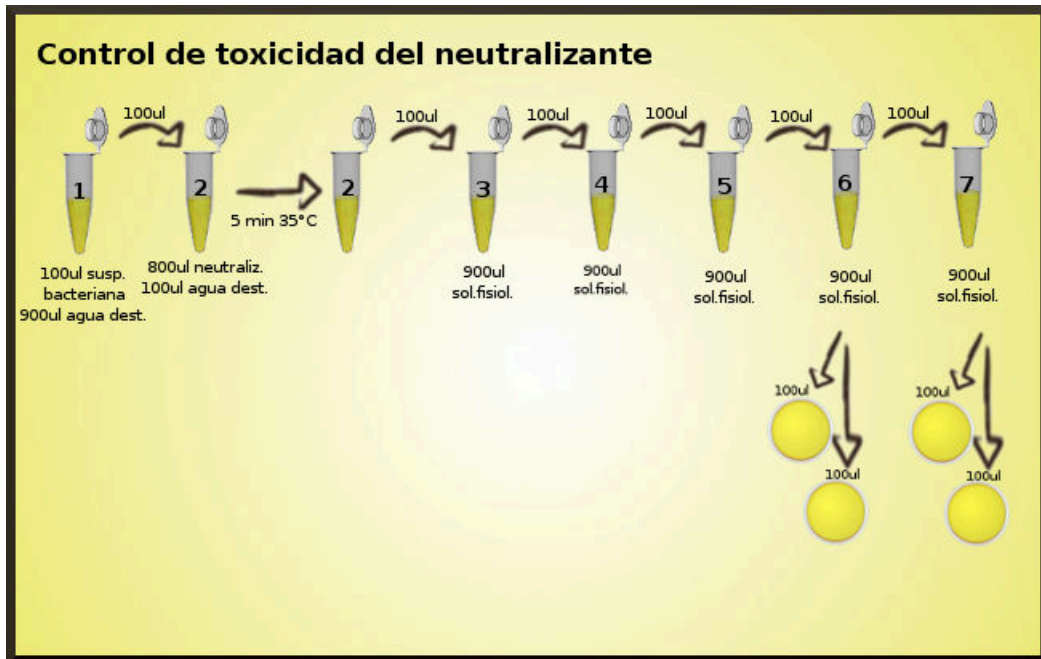 Control de toxicidad del neutralizante
100ul
100ul
100ul
100ul
100ul
100ul
1
2
2
3
4
5
6
7
5 min 35°C
100ul susp.
bacteriana
900ul agua dest.
800ul neutraliz.
100ul agua dest.
900ul
sol.fisiol.
900ul
sol.fisiol.
900ul
sol.fisiol.
900ul
sol.fisiol.
900ul
sol.fisiol.
100ul
100ul
100ul
100ul